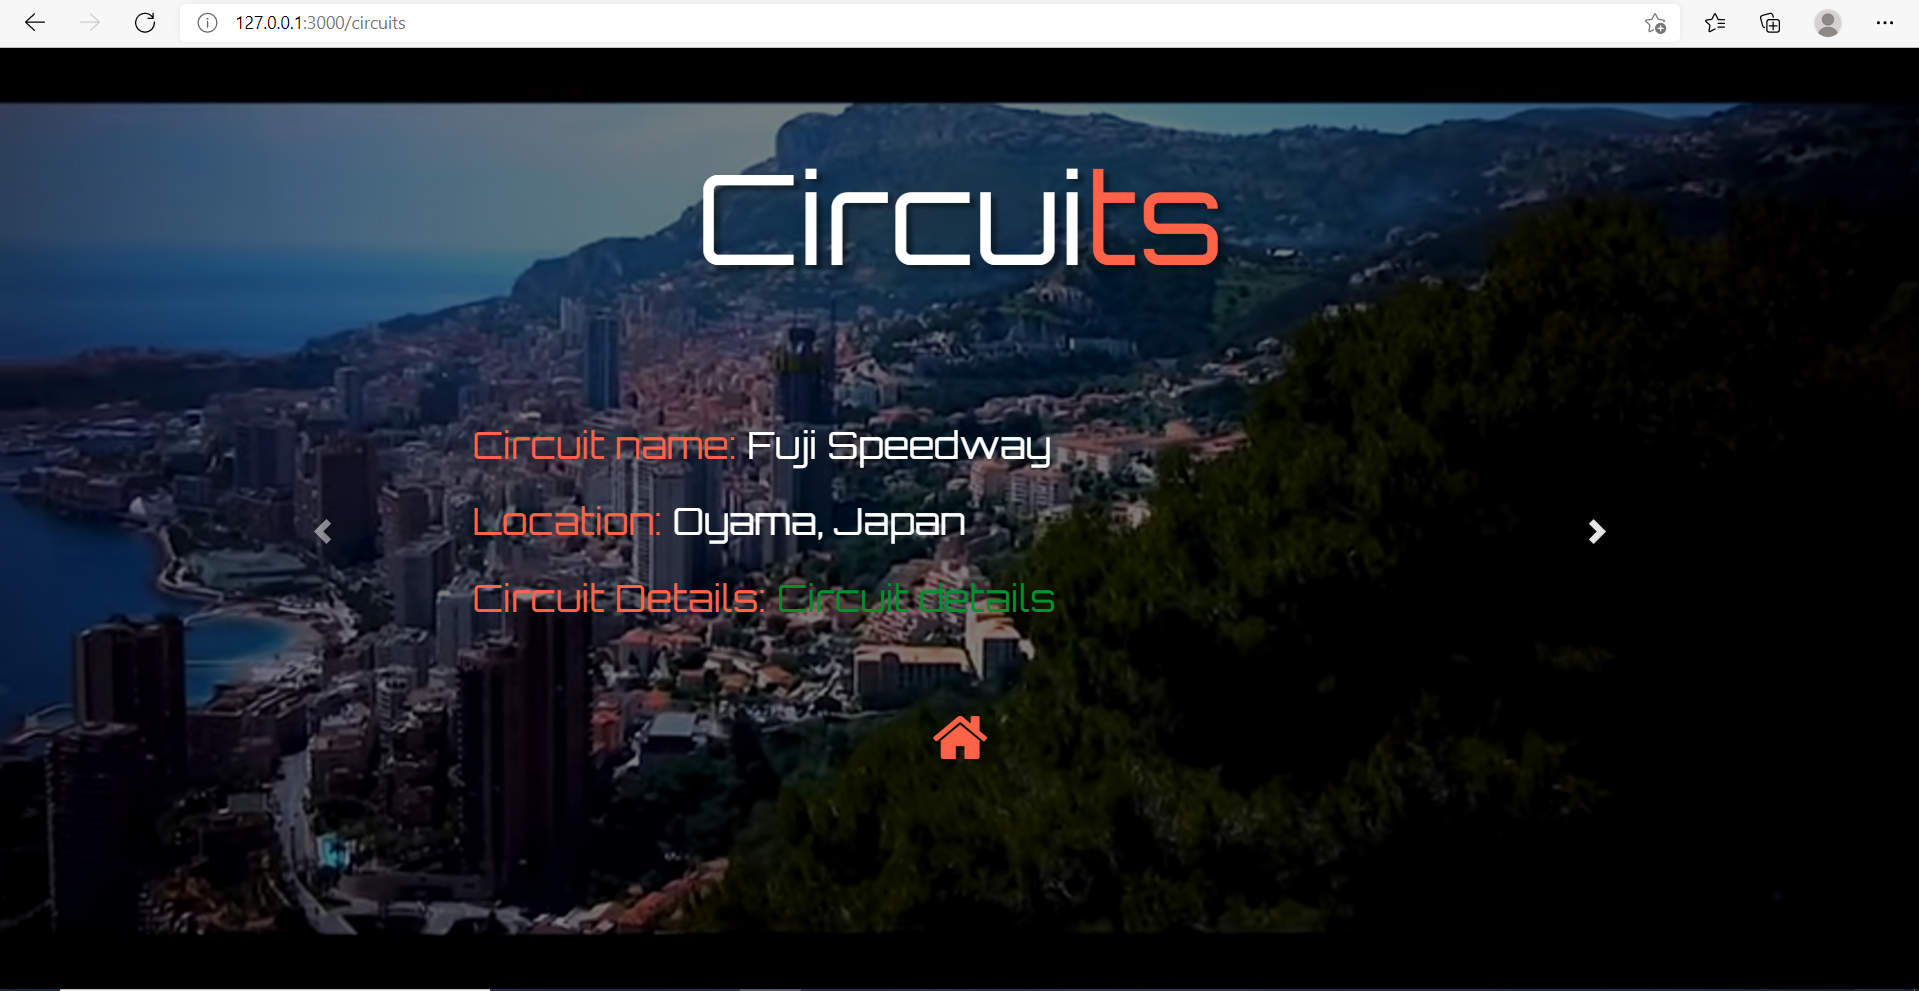 127.0.0.1:3000/circuits
Circuits
Circuit name: Fuji Speedway
Location: Oyama, Japan
Circuit Details: Circuit details